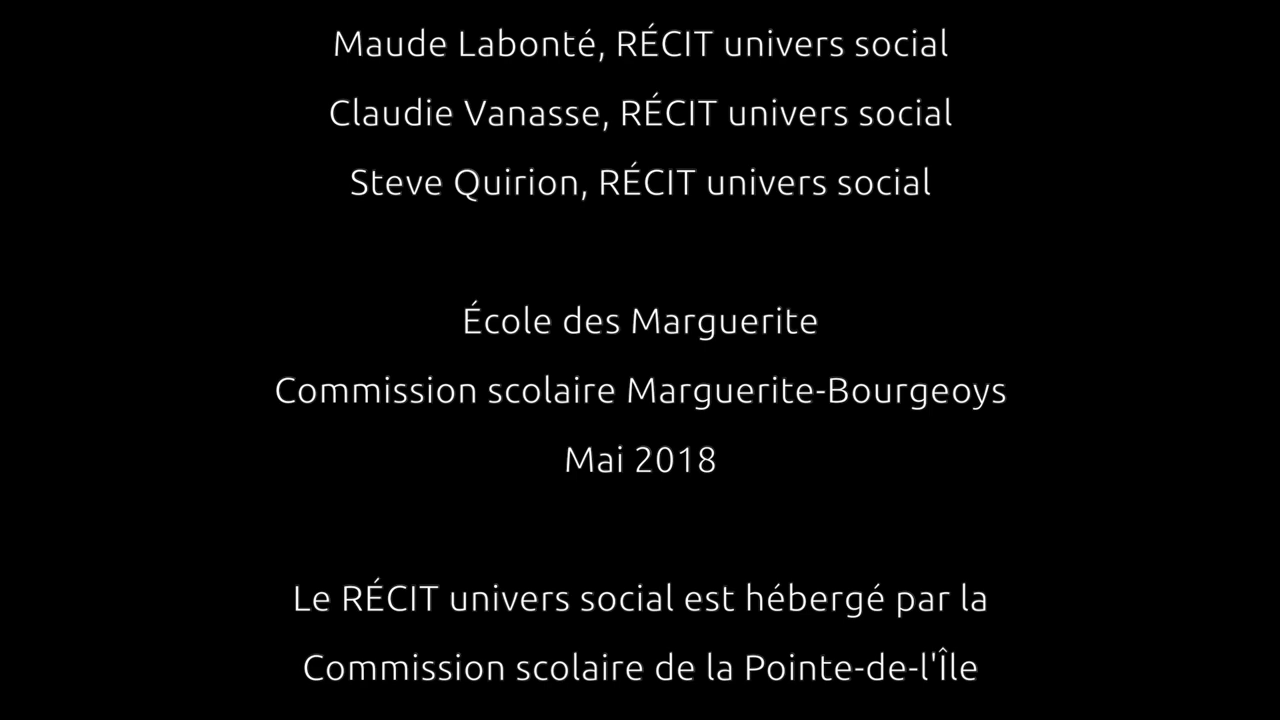 Maude Labonté, RÉCIT univers social
Claudie Vanasse, RÉCIT univers social
Steve Quirion, RÉCIT univers social
École des Marguerite
Commission scolaire Marguerite-Bourgeoys
Mai 2018
Le RÉCIT univers social est hébergé par la
Commission scolaire de la Pointe-de-l'Île